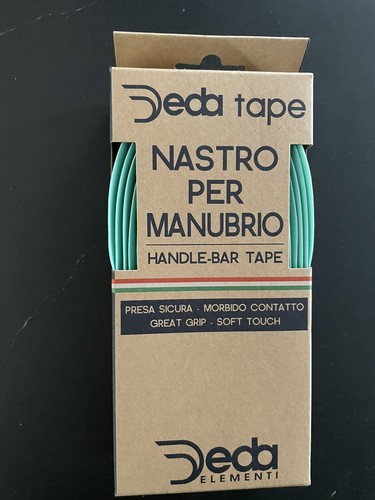 Deda tape
NASTRO
PER
MANUBRIO
HANDLE-BAR TAPE
PRESA SICURA - MORBIDO CONTATTO
GREAT GRIP - SOFT TOUCH
Deda
ELEMENTI